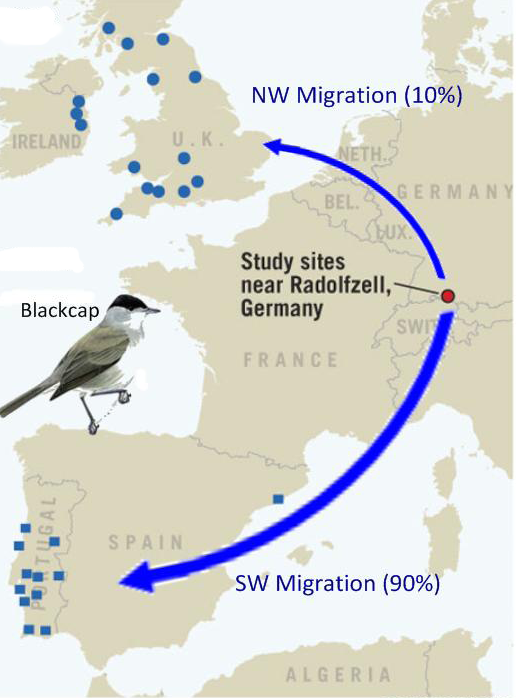 NW Migration (10%)
IRELAND
U.K.
NETH.
GERMANY
BEL.
LUX.
Study sites
near Radolfzell,
Germany
Blackcap
SWIT
FRANCE
PORTUGAL
SPAIN
SW Migration (90%)
ALGERIA